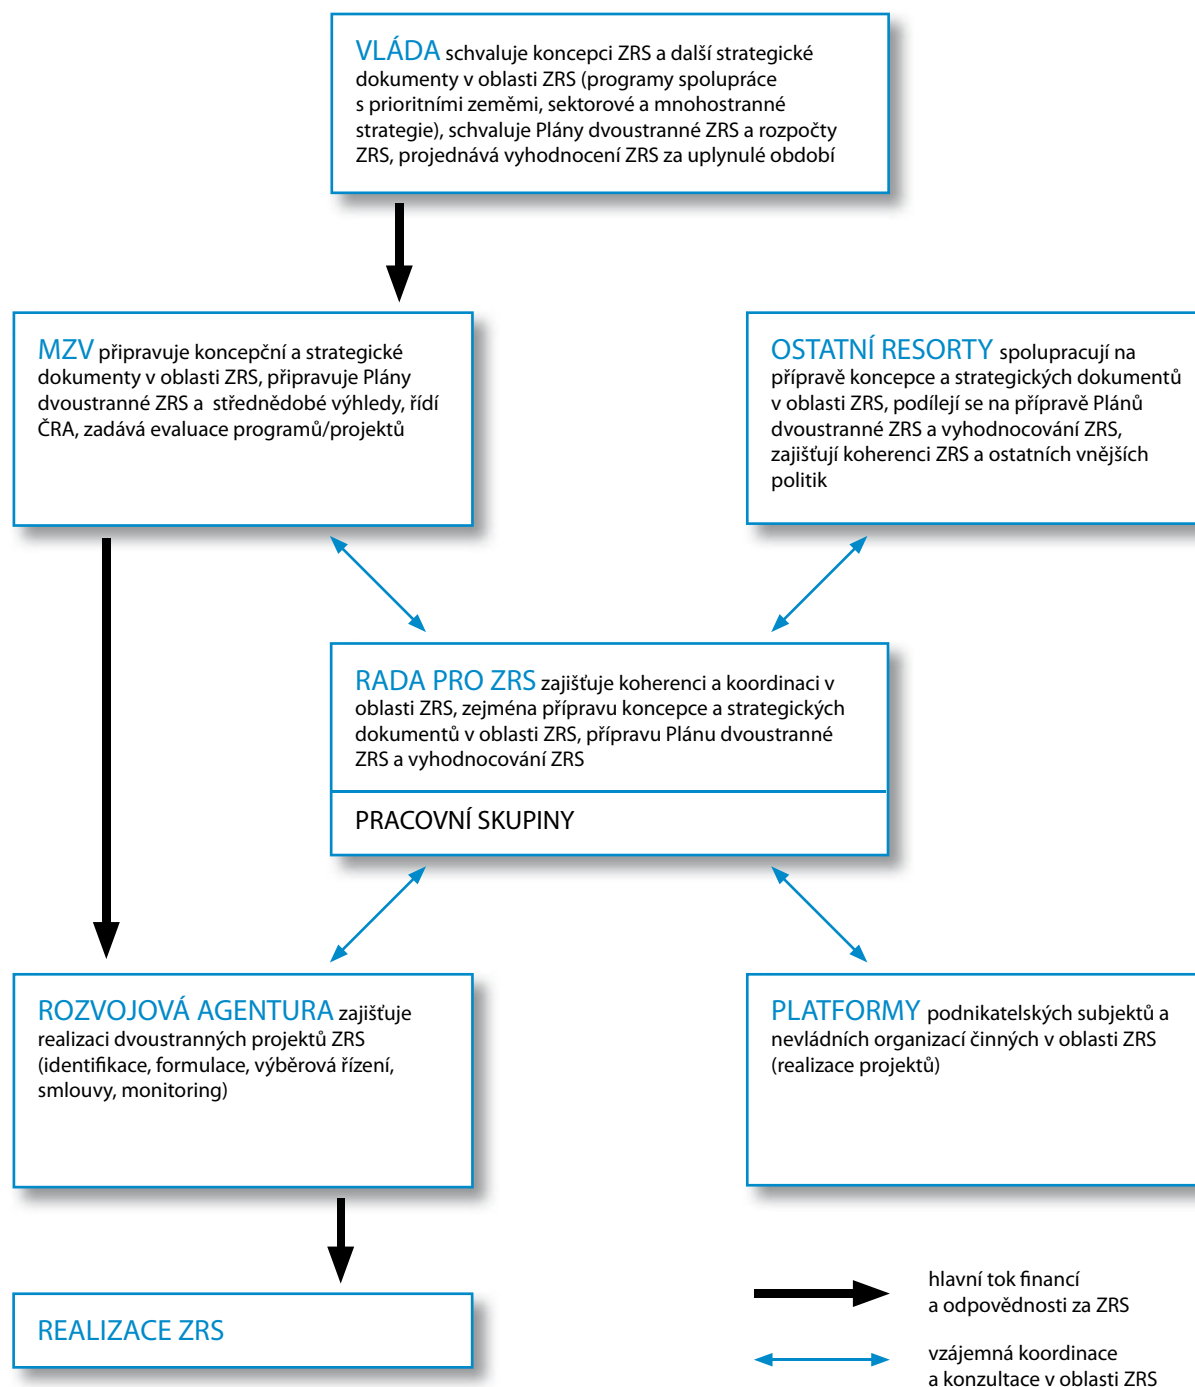 VLÁDA schvaluje koncepci ZRS a další strategické
dokumenty v oblasti ZRS (programy spolupráce
s prioritními zeměmi, sektorové a mnohostranné
strategie), schvaluje Plány dvoustranné ZRS a rozpočty
ZRS, projednává vyhodnocení ZRS za uplynulé období
MZV připravuje koncepční a strategické
dokumenty v oblasti ZRS, připravuje Plány
dvoustranné ZRS a střednědobé výhledy, řídí
ČRA, zadává evaluace programů/projektů
OSTATNÍ RESORTY spolupracují na
přípravě koncepce a strategických dokumentů
v oblasti ZRS, podílejí se na přípravě Plánů
dvoustranné ZRS a vyhodnocování ZRS,
zajišťují koherenci ZRS a ostatních vnějších
politik
RADA PRO ZRS zajišťuje koherenci a koordinaci v
oblasti ZRS, zejména přípravu koncepce a strategických
dokumentů v oblasti ZRS, přípravu Plánu dvoustranné
ZRS a vyhodnocování ZRS
PRACOVNÍ SKUPINY
ROZVOJOVÁ AGENTURA zajišťuje
realizaci dvoustranných projektů ZRS
(identifikace, formulace, výběrová řízení,
smlouvy, monitoring)
PLATFORMY podnikatelských subjektů a
nevládních organizací činných v oblasti ZRS
(realizace projektů)
REALIZACE ZRS
hlavní tok financí
a odpovědnosti za ZRS
vzájemná koordinace
a konzultace v oblasti ZRS